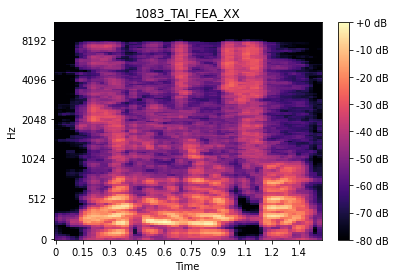 1083_TAI_FEA_XX
+0 dB
8192
-10 dB
4096
-20 dB
-30 dB
2048
-40 dB
Hz
1024
-50 dB
512
-60 dB
-70 dB
0
-80 dB
0 0.15 0.3 0.45 0.6 0.75 0.9 1.1 1.2 1.4
Time